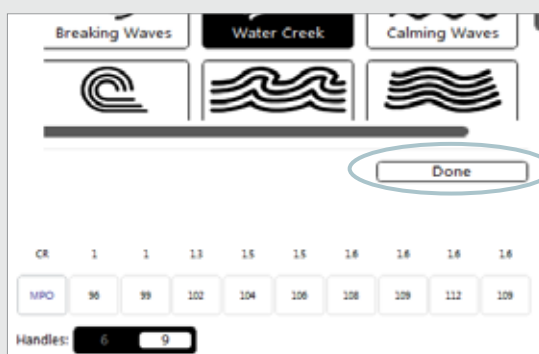 Breaking Waves Water Creek Calming Waves
Done
CR 1 1 1.3 1.5 1.5 1.6 1.6 1.6 1.6
MPO 96 99 102 104 106 108 109 112 109
Handles: 6 9